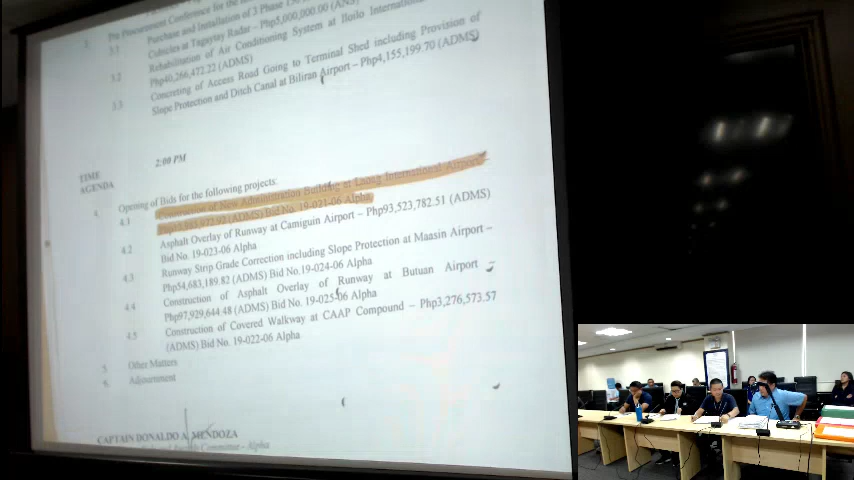 Pre Procurement Conference for the
3.1 Purchase and Installation of 3 Phase
Cubicles at Tagaytay Radar – Php5,000,000.00 (ANS)
3.2 Rehabilitation of Air Conditioning System at Iloilo International
Php40,266,472.22 (ADMS)
3.3 Concreting of Access Road Going to Terminal Shed including Provision of
Slope Protection and Ditch Canal at Biliran Airport – Php4,155,199.70 (ADMS)
TIME 2:00 PM
AGENDA
4. Opening of Bids for the following projects:
4.1 Construction of New Administration Building at Laoag International Airport –
(ADMS) Bid No. 19-021-06 Alpha
4.2 Asphalt Overlay of Runway at Camiguin Airport – Php93,523,782.51 (ADMS)
Bid No. 19-023-06 Alpha
4.3 Runway Strip Grade Correction including Slope Protection at Maasin Airport –
Php54,683,189.82 (ADMS) Bid No. 19-024-06 Alpha
4.4 Construction of Asphalt Overlay of Runway at Butuan Airport –
Php97,929,644.48 (ADMS) Bid No. 19-025-06 Alpha
4.5 Construction of Covered Walkway at CAAP Compound – Php3,276,573.57
(ADMS) Bid No. 19-022-06 Alpha
5. Other Matters
6. Adjournment
CAPTAIN DONALDO A. MENDOZA
Committee – Alpha